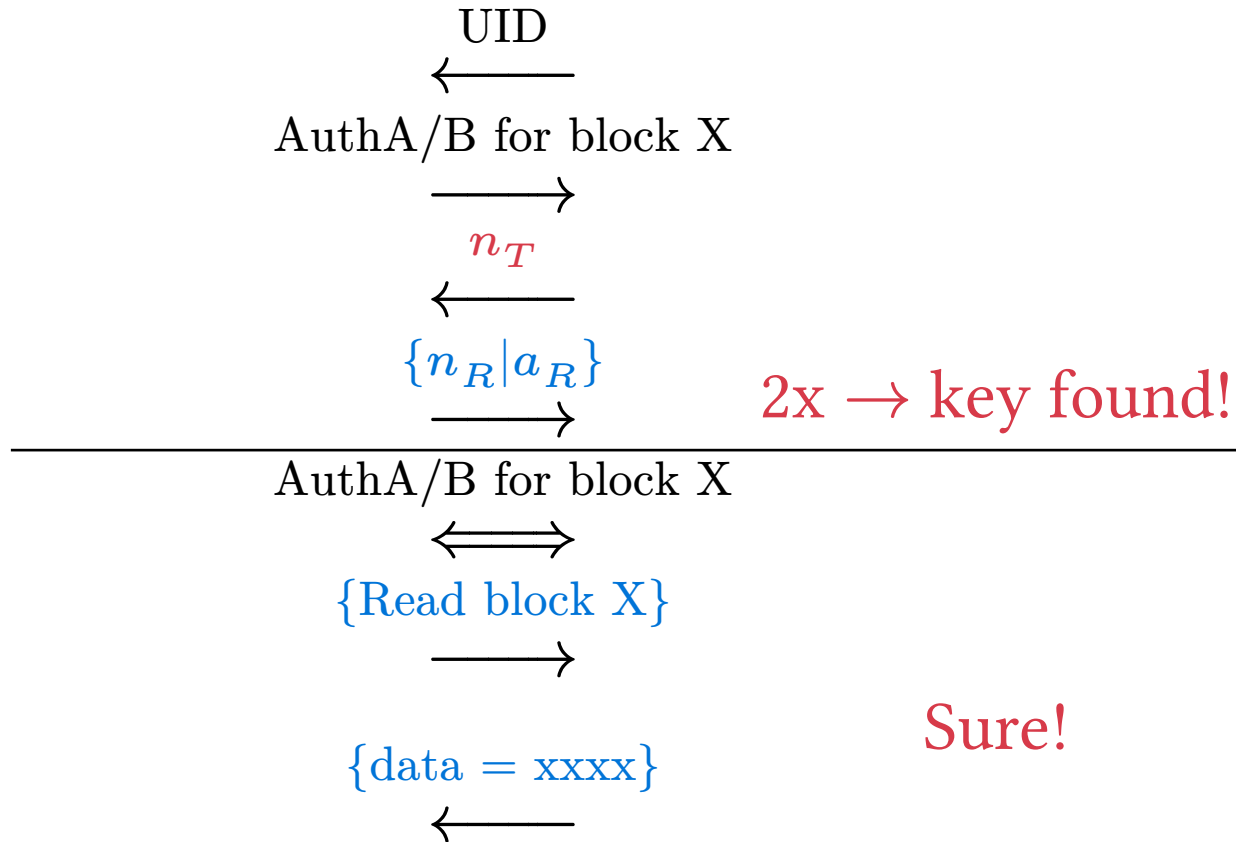 UID
←
AuthA/B for block X
→
n_T
←
{n_R|a_R}
→
2x → key found!
AuthA/B for block X
⟺
{Read block X}
→
Sure!
{data = xxxx}
←